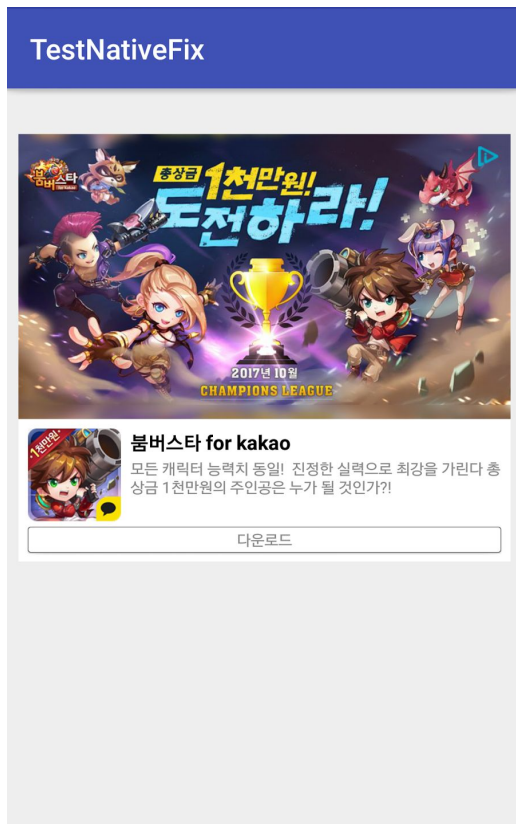 TestNativeFix
붐버스타
for kakao
총상금 1천만원!
도전하라!
2017년 10월
CHAMPIONS LEAGUE
1천만원!
붐버스타 for kakao
모든 캐릭터 능력치 동일! 진정한 실력으로 최강을 가린다 총
상금 1천만원의 주인공은 누가 될 것인가?!
다운로드